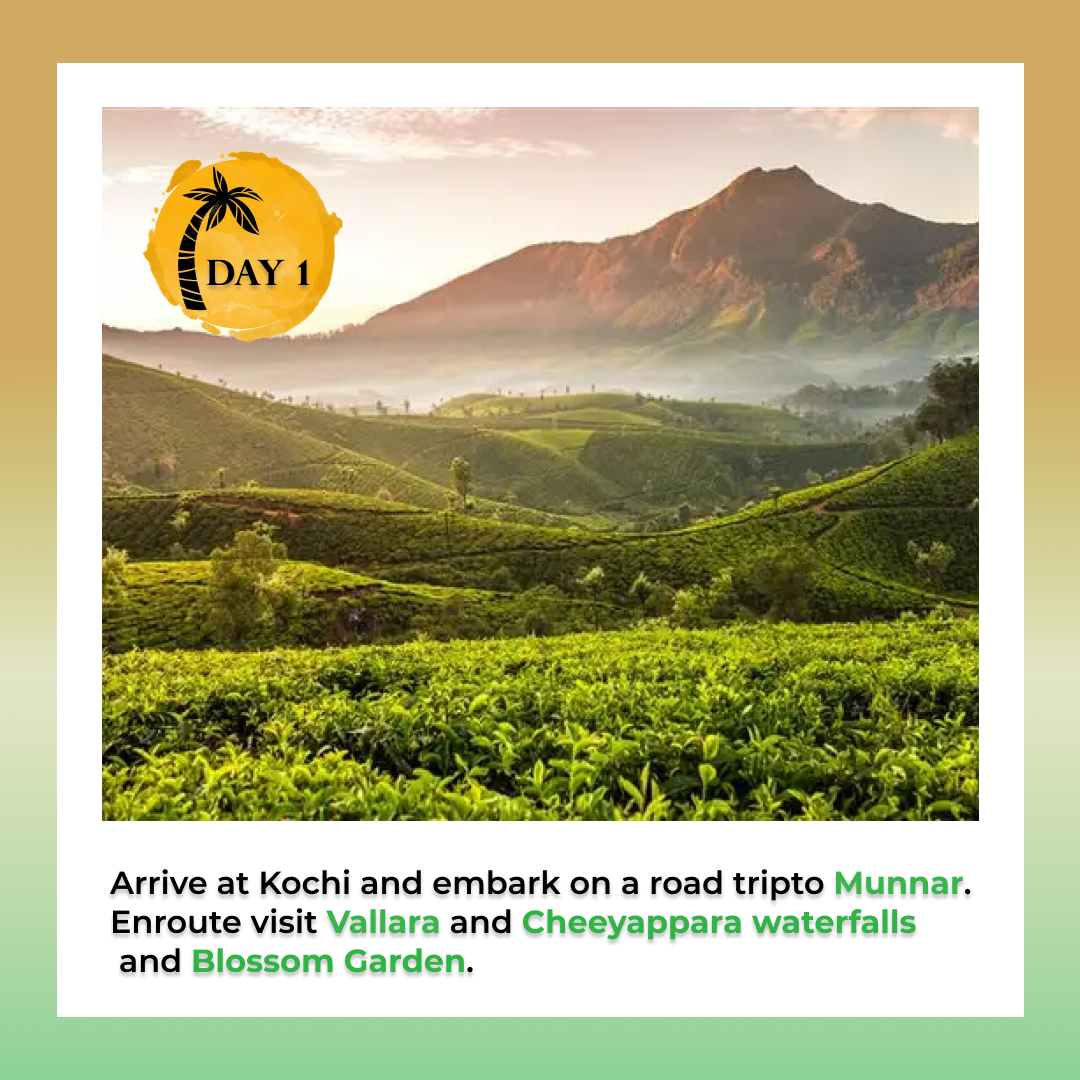 DAY 1
Arrive at Kochi and embark on a road tripto Munnar.
Enroute visit Vallara and Cheeyappara waterfalls
and Blossom Garden.